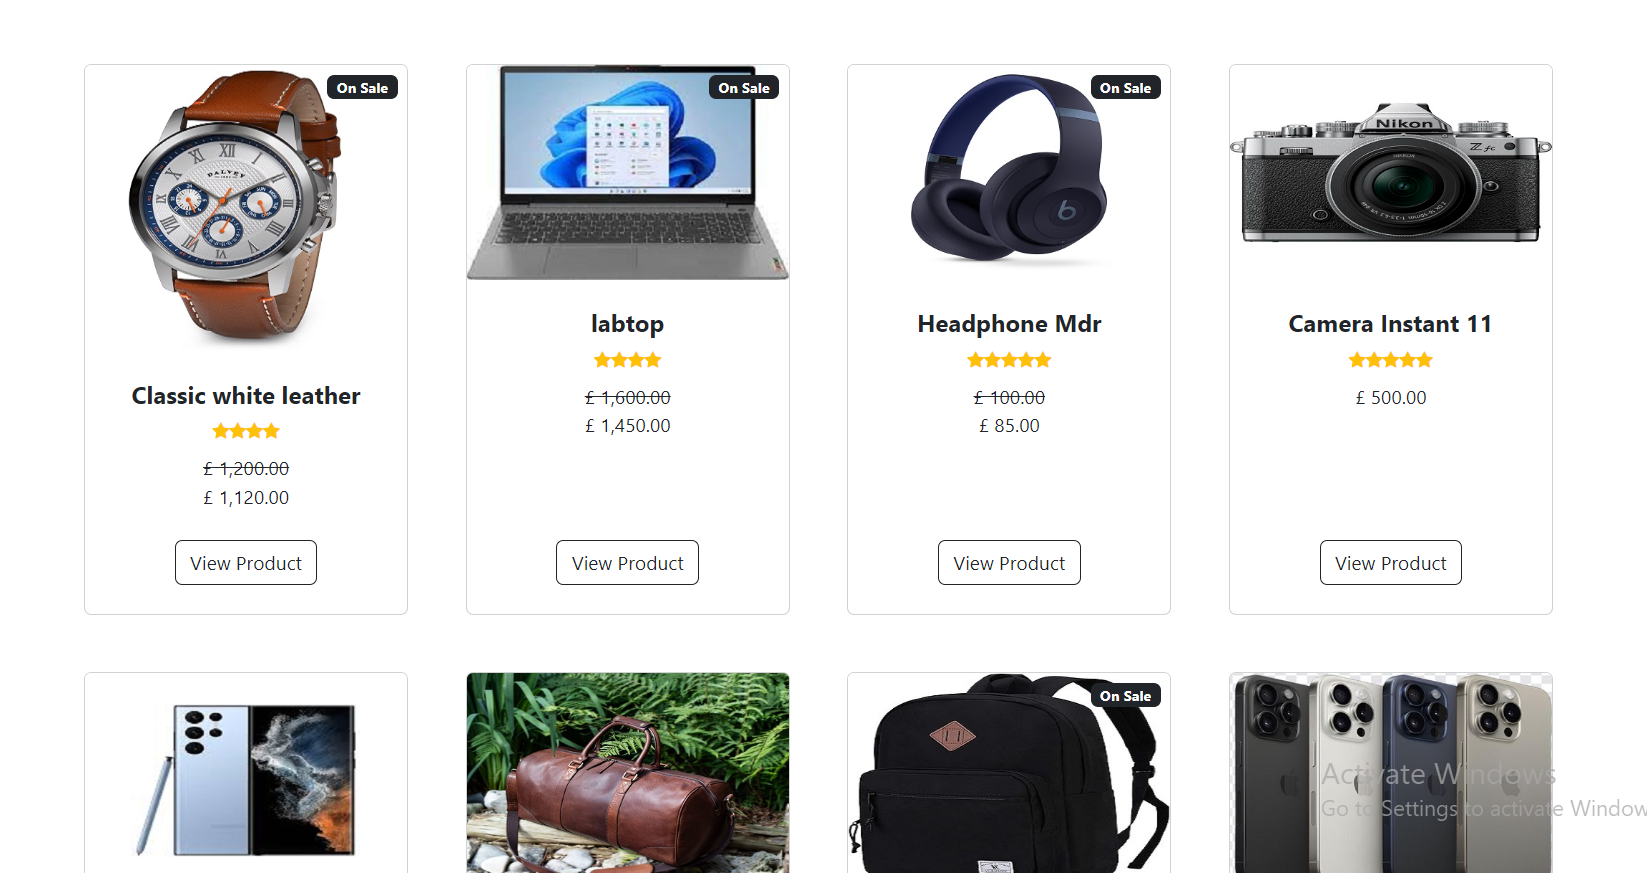 On Sale
DALVEY
Classic white leather
£ 1,200.00
£ 1,120.00
View Product
On Sale
labtop
£ 1,600.00
£ 1,450.00
View Product
On Sale
b
Headphone Mdr
£ 100.00
£ 85.00
View Product
Nikon
Z fc
Camera Instant 11
£ 500.00
View Product
On Sale
Activate Windows
Go to Settings to activate Window